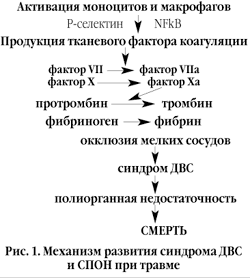 Активация моноцитов и макрофагов
Р-селектин NFkB
Продукция тканевого фактора коагуляции
фактор VII фактор VIIa
фактор X фактор Xa
протромбин тромбин
фибриноген фибрин
окклюзия мелких сосудов
синдром ДВС
полиорганная недостаточность
СМЕРТЬ
Рис. 1. Механизм развития синдрома ДВС
и СПОН при травме